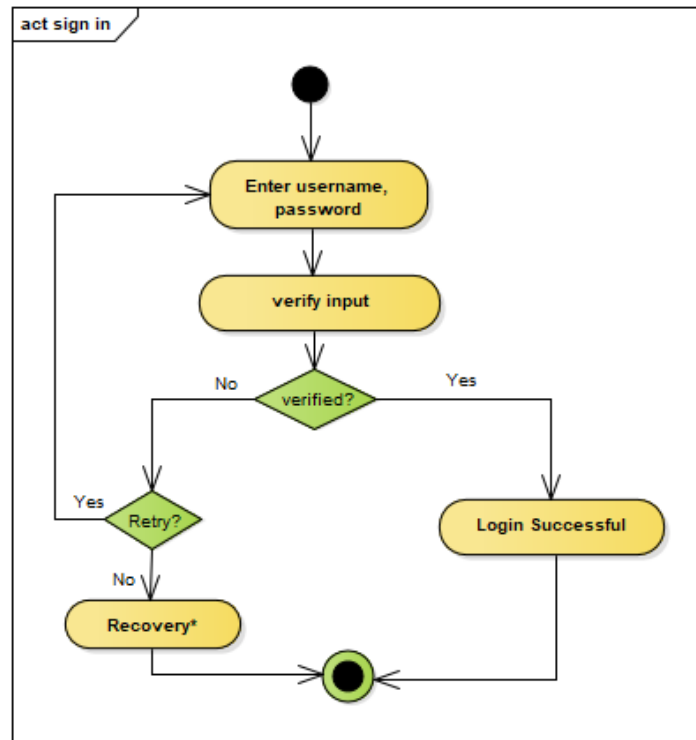 act sign in
Enter username,
password
verify input
No
verified?
Yes
Yes
Retry?
Login Successful
No
Recovery*